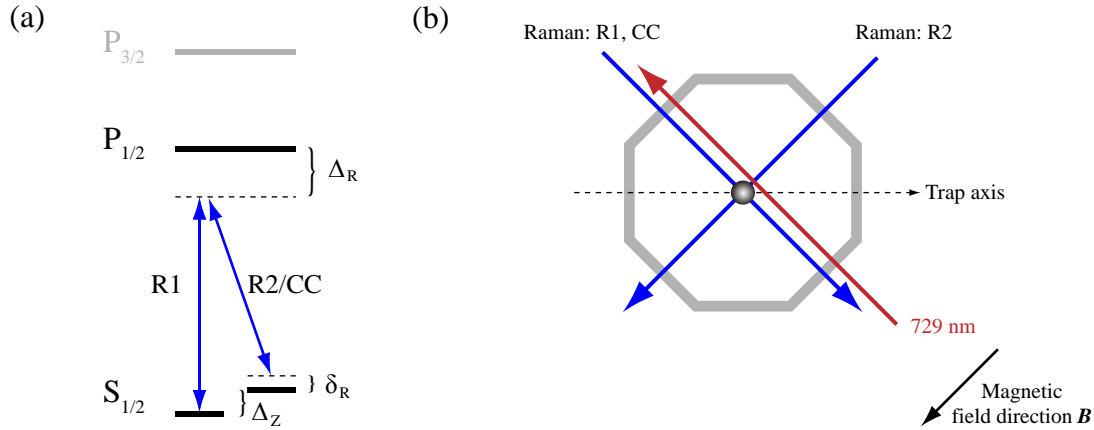 (a)
P3/2
P1/2
ΔR
R1
R2/CC
S1/2
δR
ΔZ
(b)
Raman: R1, CC
Raman: R2
Trap axis
729 nm
Magnetic
field direction B